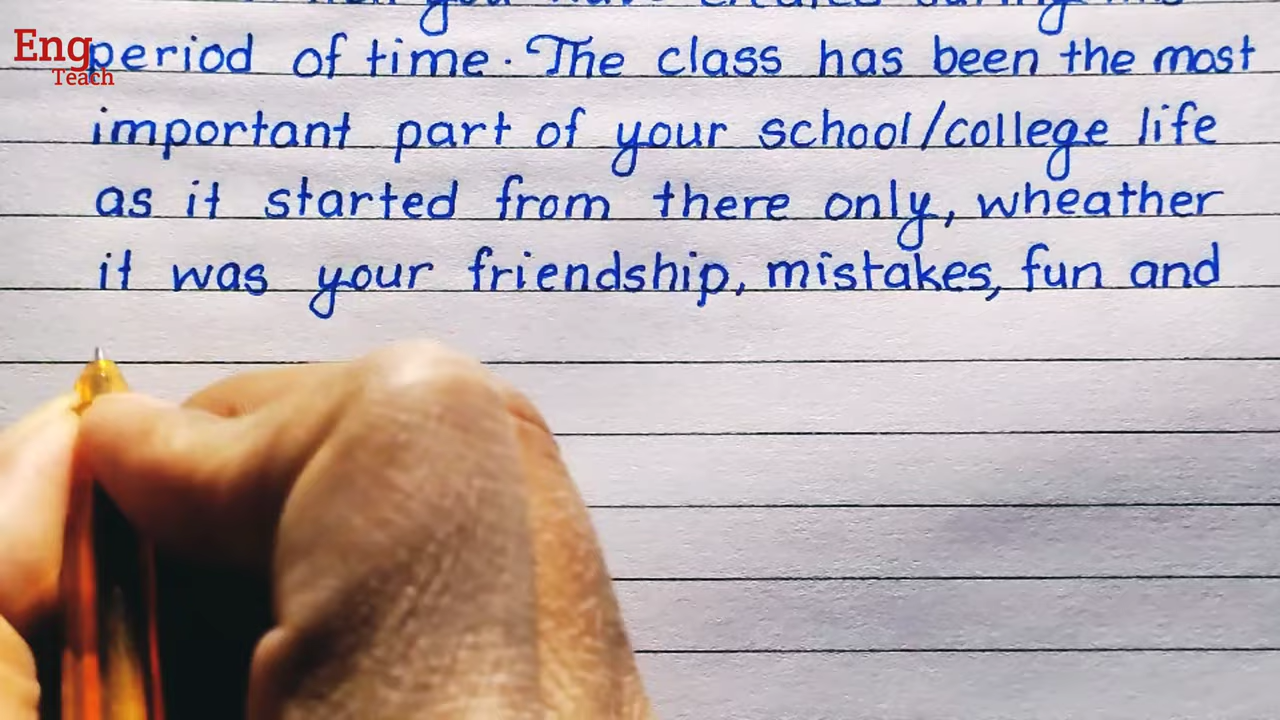 Eng
Teach
period of time. The class has been the most
important part of your school/college life
as it started from there only, wheather
it was your friendship, mistakes, fun and